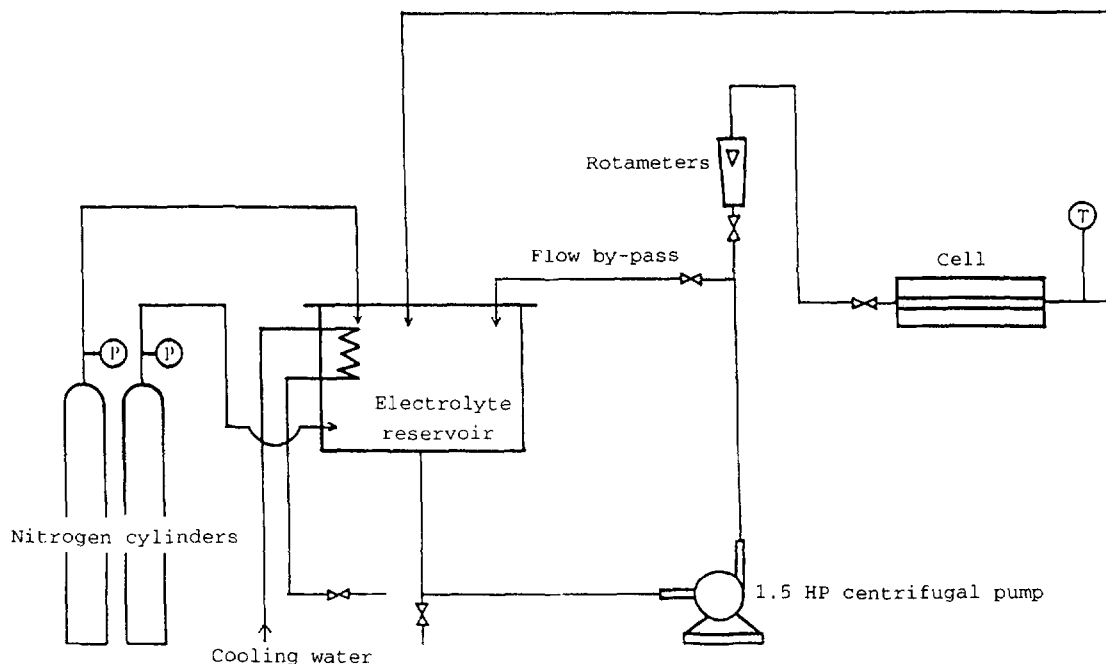 Rotameters
T
Flow by-pass
Cell
P
P
Electrolyte
reservoir
Nitrogen cylinders
1.5 HP centrifugal pump
Cooling water